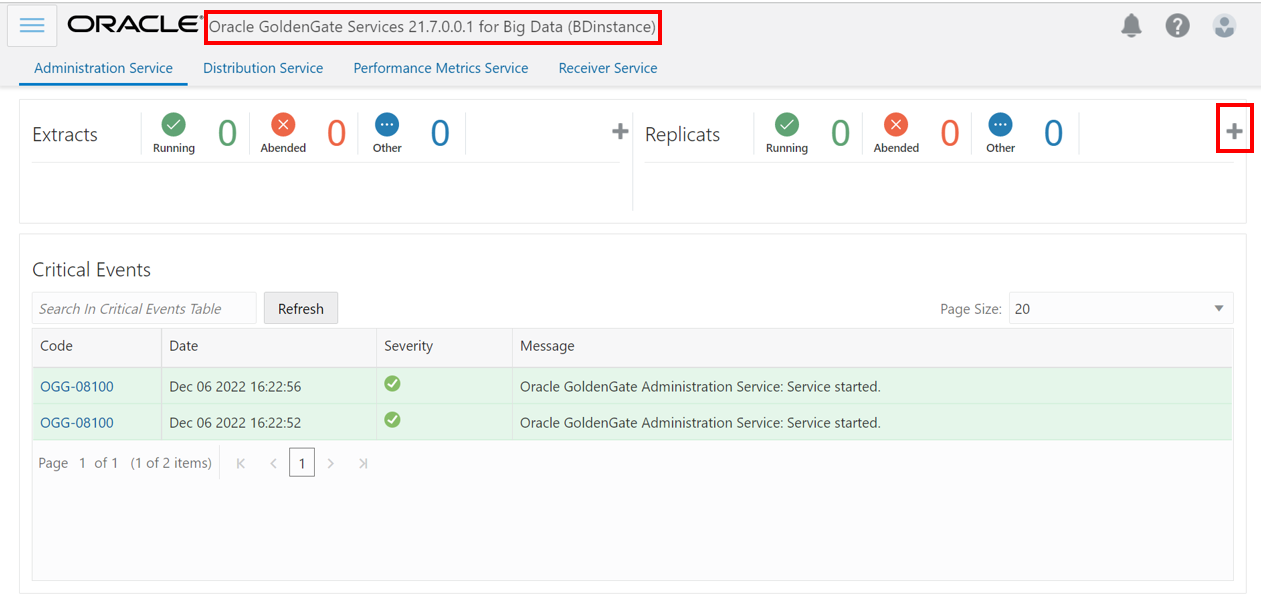 ORACLE Oracle GoldenGate Services 21.7.0.0.1 for Big Data (BDinstance)
Administration Service Distribution Service Performance Metrics Service Receiver Service
Extracts Running 0 Abended 0 Other 0 Replicats Running 0 Abended 0 Other 0
Critical Events
Search In Critical Events Table Refresh Page Size: 20
Code Date Severity Message
OGG-08100 Dec 06 2022 16:22:56 Oracle GoldenGate Administration Service: Service started.
OGG-08100 Dec 06 2022 16:22:52 Oracle GoldenGate Administration Service: Service started.
Page 1 of 1 (1 of 2 items) 1